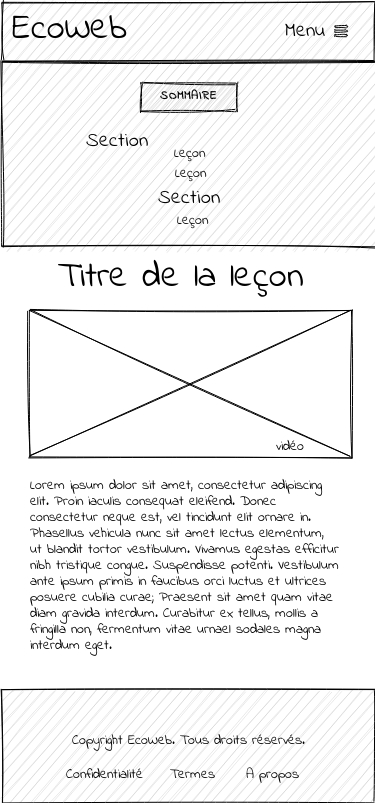 Ecoweb
Menu
SOMMAIRE
Section
Leçon
Leçon
Section
Leçon
Titre de la leçon
vidéo
Lorem ipsum dolor sit amet, consectetur adipiscing
elit. Proin iaculis consequat eleifend. Donec
consectetur neque est, vel tincidunt elit ornare in.
Phasellus vehicula nunc sit amet lectus elementum,
ut blandit tortor vestibulum. Vivamus egestas efficitur
nibh tristique congue. Suspendisse potenti. Vestibulum
ante ipsum primis in faucibus orci luctus et ultrices
posuere cubilia curae; Praesent sit amet quam vitae
diam gravida interdum. Curabitur ex tellus, mollis a
fringilla non, fermentum vitae urnael sodales magna
interdum eget.
Copyright Ecoweb. Tous droits réservés.
Confidentialité Termes À propos